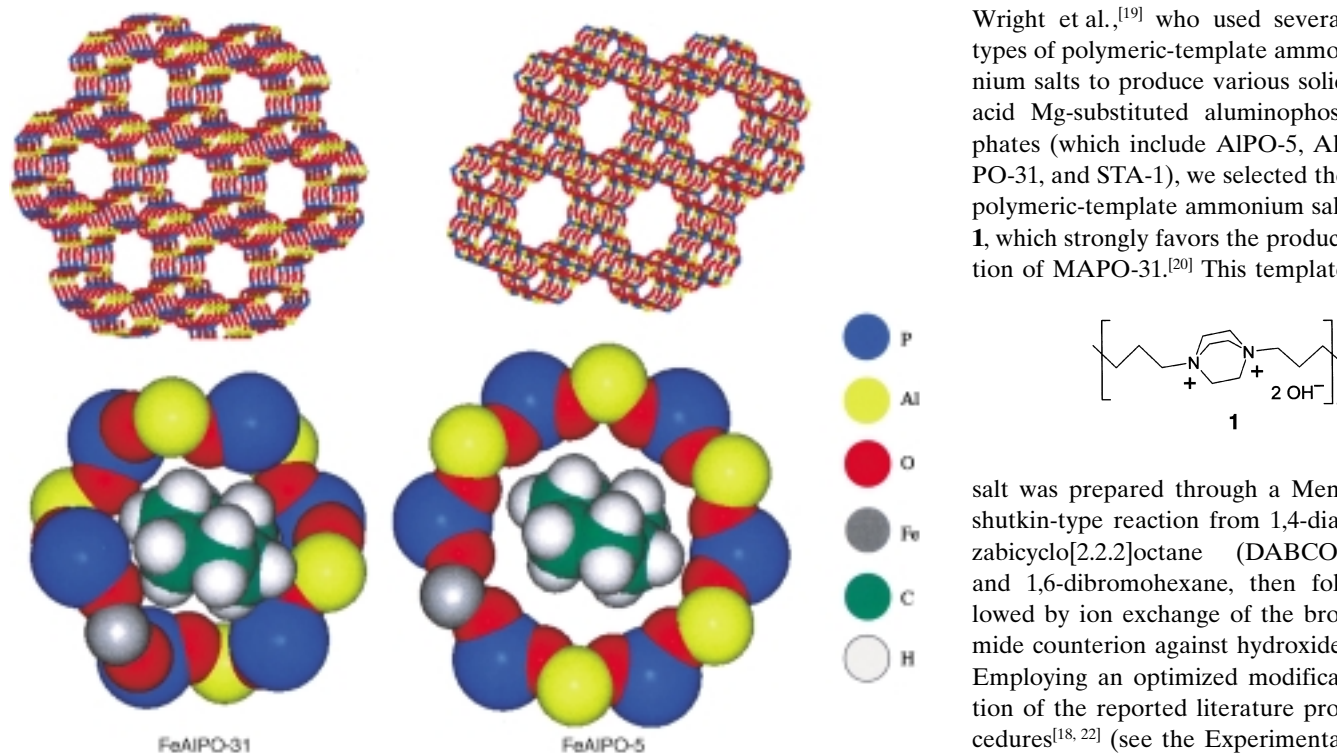 P
Al
O
Fe
C
H
FeAlPO-31
FeAlPO-5
Wright et al.,[19] who used severa
types of polymeric-template ammo
nium salts to produce various solid
acid Mg-substituted aluminophos
phates (which include AlPO-5, Al
PO-31, and STA-1), we selected the
polymeric-template ammonium sal
1, which strongly favors the produc
tion of MAPO-31.[20] This template
N
+
N
+
2 OH−
1
salt was prepared through a Men
shutkin-type reaction from 1,4-dia
zabicyclo[2.2.2]octane (DABCO
and 1,6-dibromohexane, then fol
lowed by ion exchange of the bro
mide counterion against hydroxide
Employing an optimized modifica
tion of the reported literature pro
cedures[18, 22] (see the Experimenta